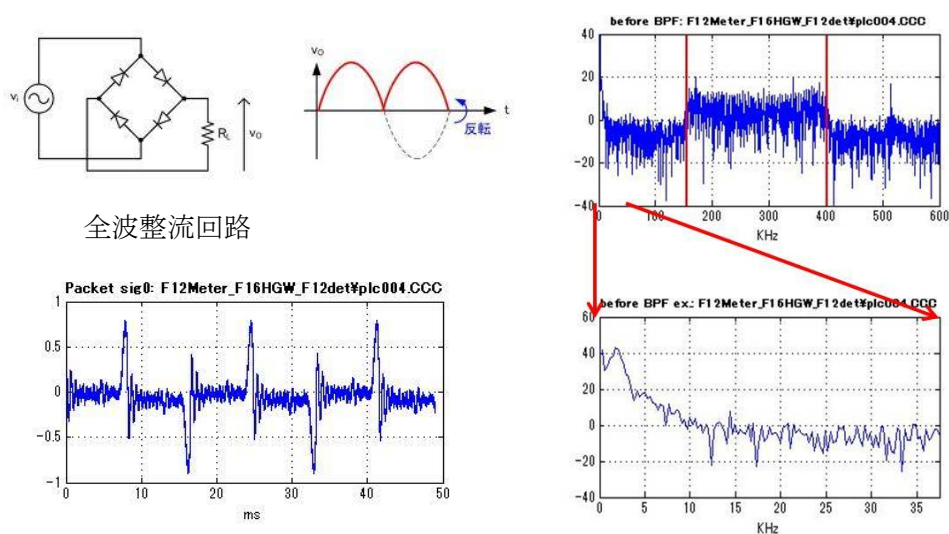 vi
RL
vo
vo
t
反転
全波整流回路
before BPF: F12Meter_F16HGW_F12det¥plc004.CCC
40
20
0
-20
-40
0 100 200 300 400 500 600
KHz
Packet sig0: F12Meter_F16HGW_F12det¥plc004.CCC
1
0.5
0
-0.5
-1
0 10 20 30 40 50
ms
before BPF ex.: F12Meter_F16HGW_F12det¥plc004.CCC
60
40
20
0
-20
-40
0 5 10 15 20 25 30 35
KHz